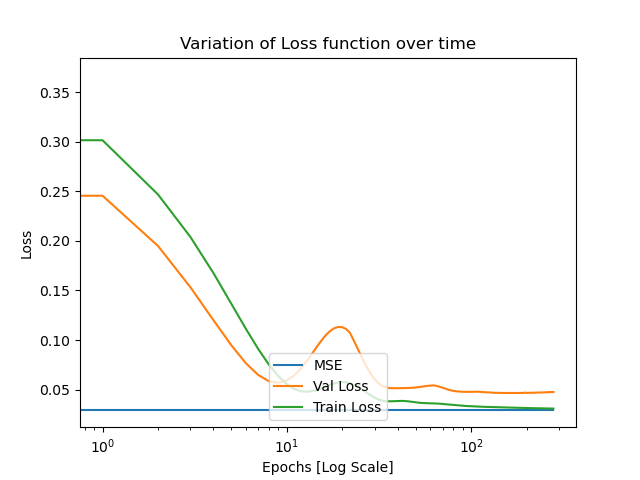 Variation of Loss function over time
Loss
0.35
0.30
0.25
0.20
0.15
0.10
0.05
MSE
Val Loss
Train Loss
10⁰
10¹
10²
Epochs [Log Scale]